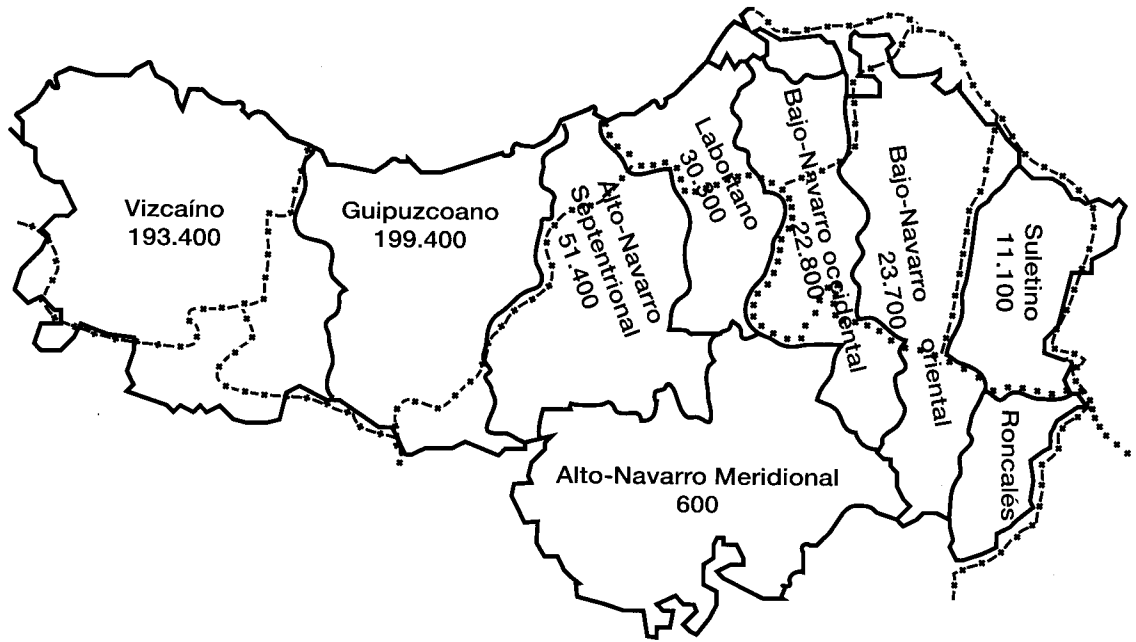 Vizcaíno
193.400
Guipuzcoano
199.400
Alto-Navarro
Septentrional
51.400
Labortano
30.300
Bajo-Navarro occidental
22.800
Bajo-Navarro oriental
23.700
Suletino
11.100
Roncalés
Alto-Navarro Meridional
600